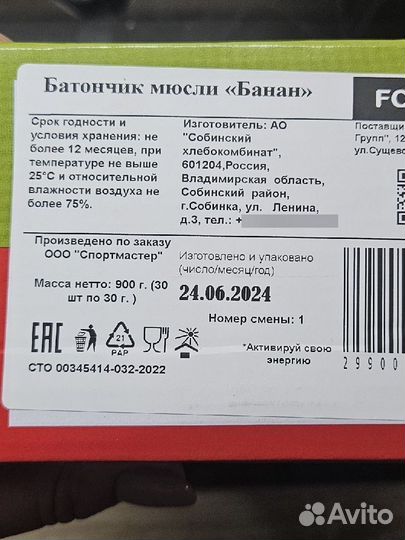 Батончик мюсли «Банан»
FO
Срок годности и
условия хранения: не
более 12 месяцев, при
температуре не выше
25°С и относительной
влажности воздуха не
более 75%.
Изготовитель: АО
"Собинский
хлебокомбинат",
601204,Россия,
Владимирская область,
Собинский район,
г.Собинка, ул. Ленина,
д.3, тел.: +
Поставщи
Групп", 12
ул.Сущево
Произведено по заказу
ООО "Спортмастер"
Масса нетто: 900 г. (30
шт по 30 г. )
Изготовлено и упаковано
(число/месяц/год)
24.06.2024
Номер смены: 1
*Активируй свою
энергию
EAC
21
PAP
СТО 00345414-032-2022
29900
Avito